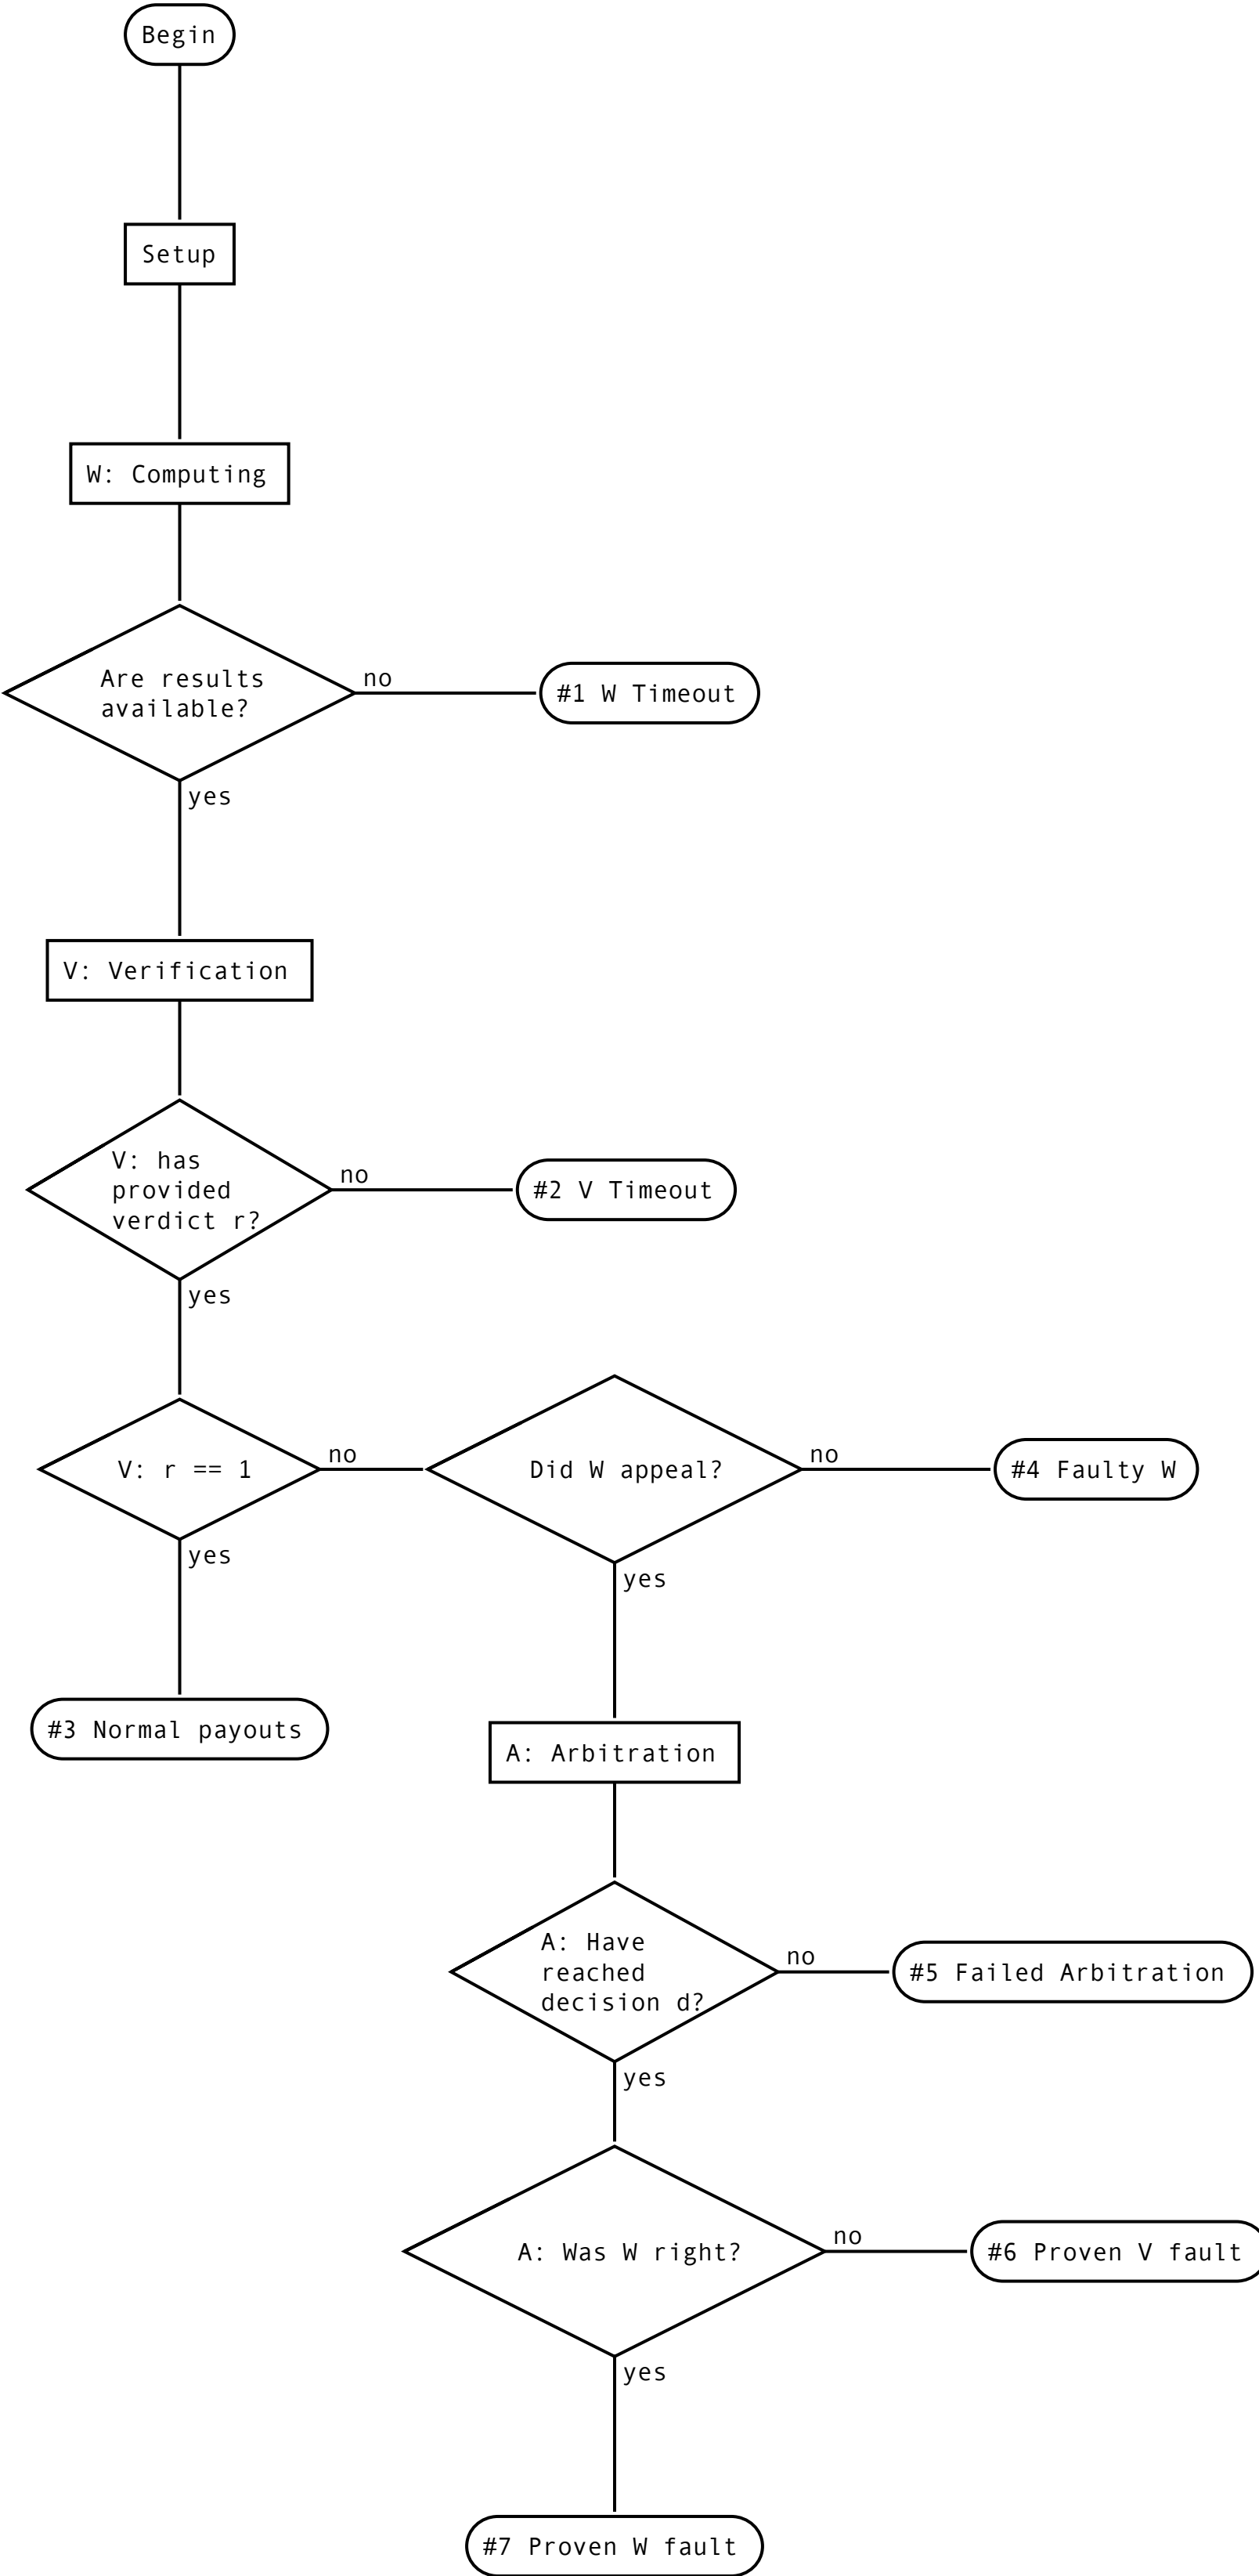 Begin
Setup
W: Computing
Are results
available?
no
#1 W Timeout
yes
V: Verification
V: has
provided
verdict r?
no
#2 V Timeout
yes
V: r == 1
no
Did W appeal?
no
#4 Faulty W
yes
yes
#3 Normal payouts
A: Arbitration
A: Have
reached
decision d?
no
#5 Failed Arbitration
yes
A: Was W right?
no
#6 Proven V fault
yes
#7 Proven W fault